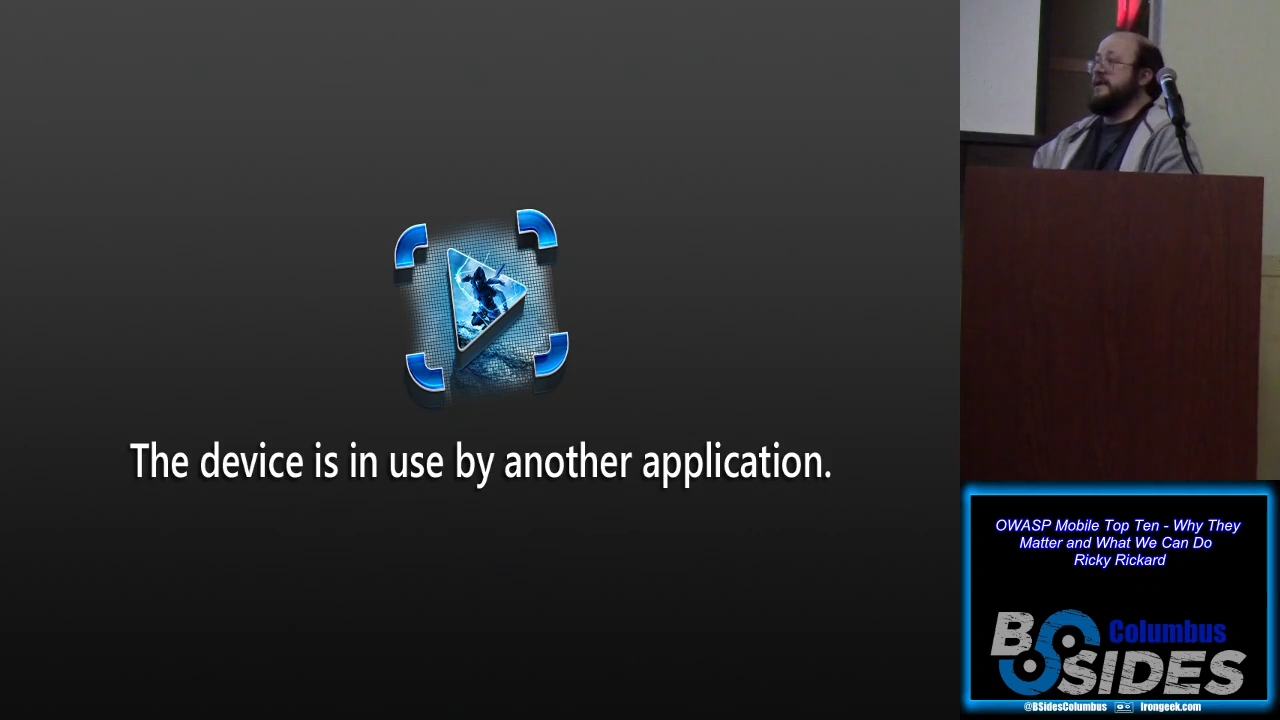 The device is in use by another application.
OWASP Mobile Top Ten - Why They
Matter and What We Can Do
Ricky Rickard
BSIDES
Columbus
@BSidesColumbus Irongeek.com